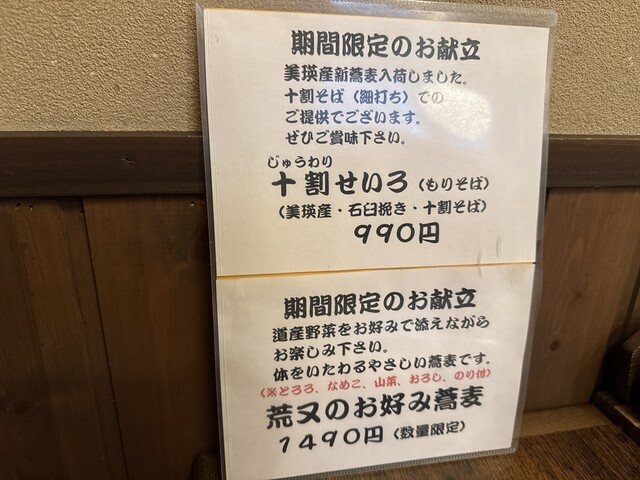 期間限定のお献立
美瑛産新蕎麦入荷しました。
十割そば（細打ち）での
ご提供でございます。
ぜひご賞味下さい。
じゅうわり
十割せいろ（もりそば）
（美瑛産・石臼挽き・十割そば）
990円
期間限定のお献立
道産野菜をお好みで添えながら
お楽しみ下さい。
体をいたわるやさしい蕎麦です。
（※とろろ、なめこ、山菜、おろし、のり付）
荒又のお好み蕎麦
1490円（数量限定）